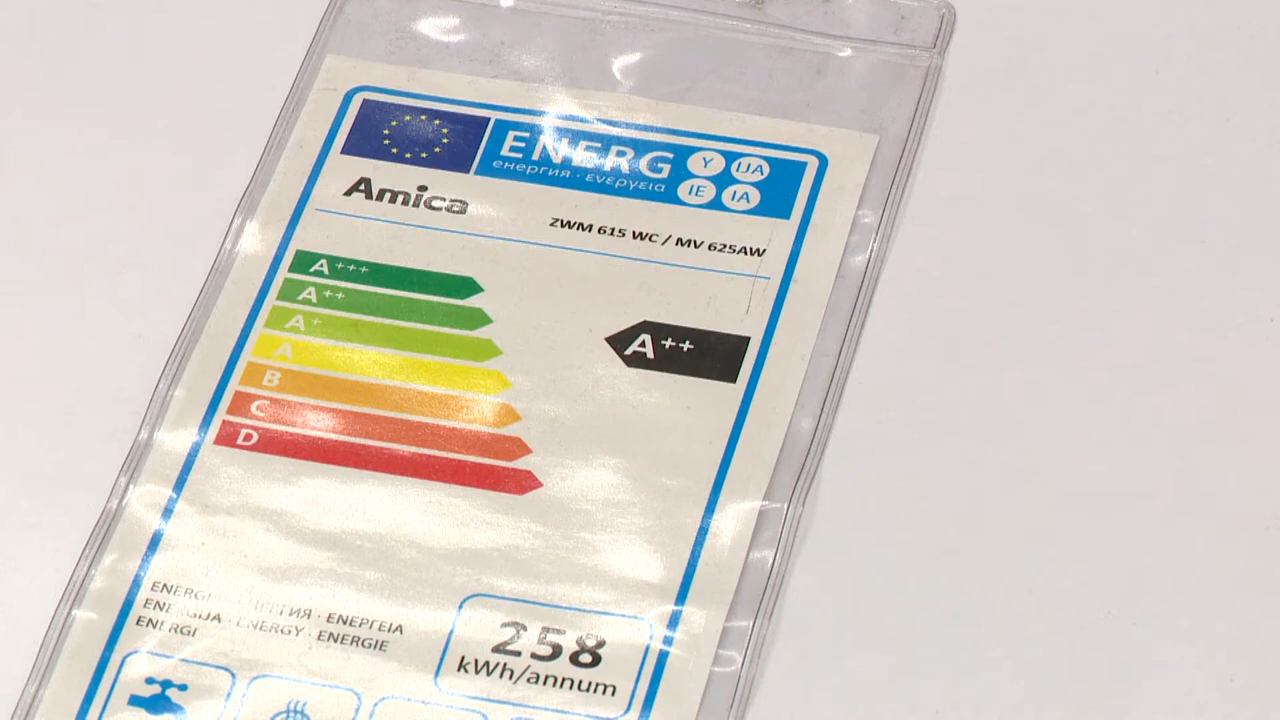 ENERG Y IJA
енергия · ενεργεια IE IA
Amica
ZWM 615 WC / MV 625AW
A+++
A++
A+
A
B
C
D
A++
ENERGIA · ЕНЕРГИЯ · ΕΝΕΡΓΕΙΑ
ENERGIJA · ENERGY · ENERGIE
ENERGI
258
kWh/annum